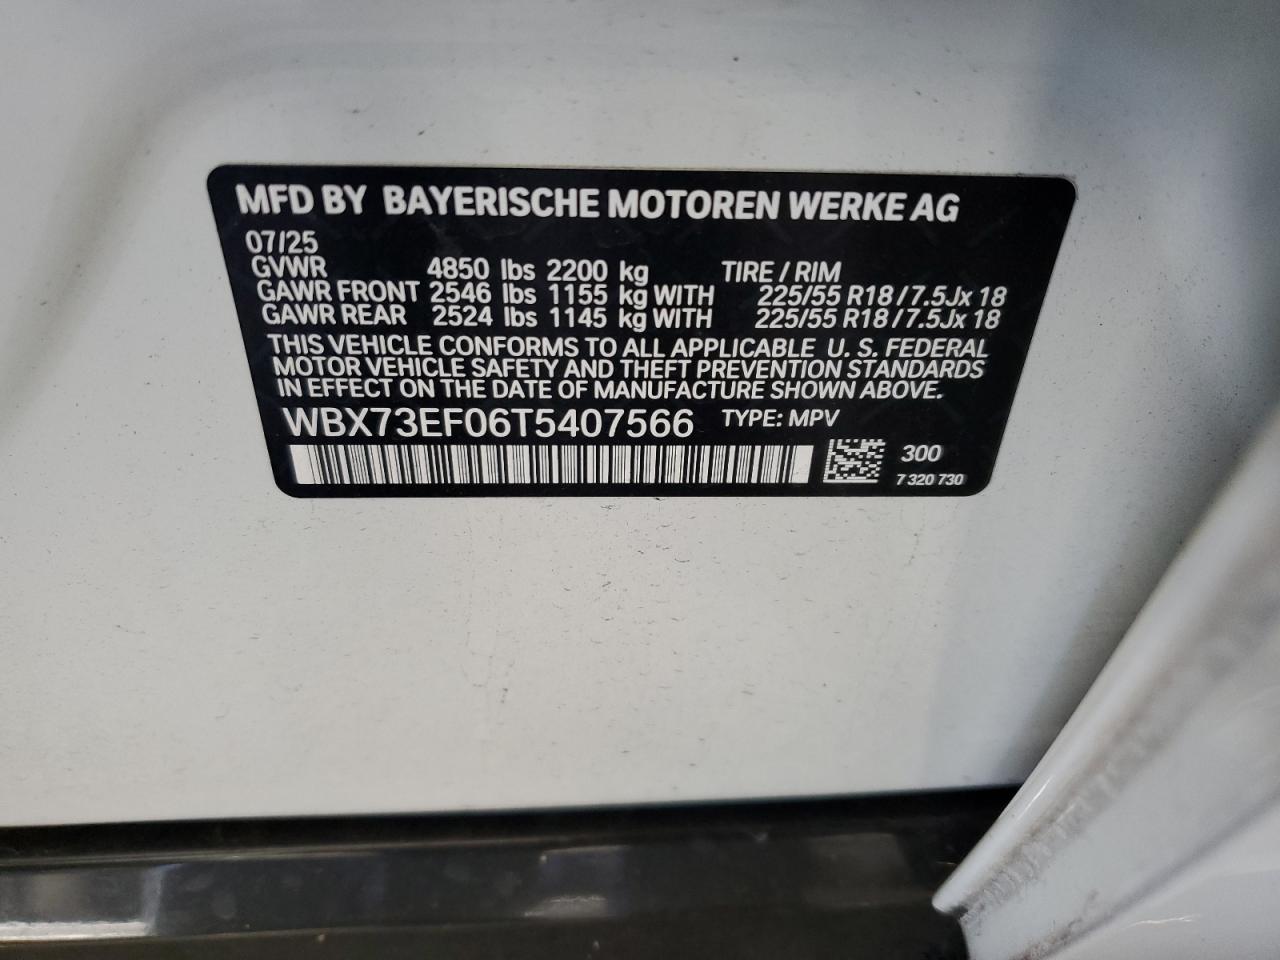 MFD BY BAYERISCHE MOTOREN WERKE AG
07/25
GVWR 4850 lbs 2200 kg TIRE / RIM
GAWR FRONT 2546 lbs 1155 kg WITH 225/55 R18 / 7.5Jx 18
GAWR REAR 2524 lbs 1145 kg WITH 225/55 R18 / 7.5Jx 18
THIS VEHICLE CONFORMS TO ALL APPLICABLE U. S. FEDERAL
MOTOR VEHICLE SAFETY AND THEFT PREVENTION STANDARDS
IN EFFECT ON THE DATE OF MANUFACTURE SHOWN ABOVE.
WBX73EF06T5407566 TYPE: MPV
300
7 320 730